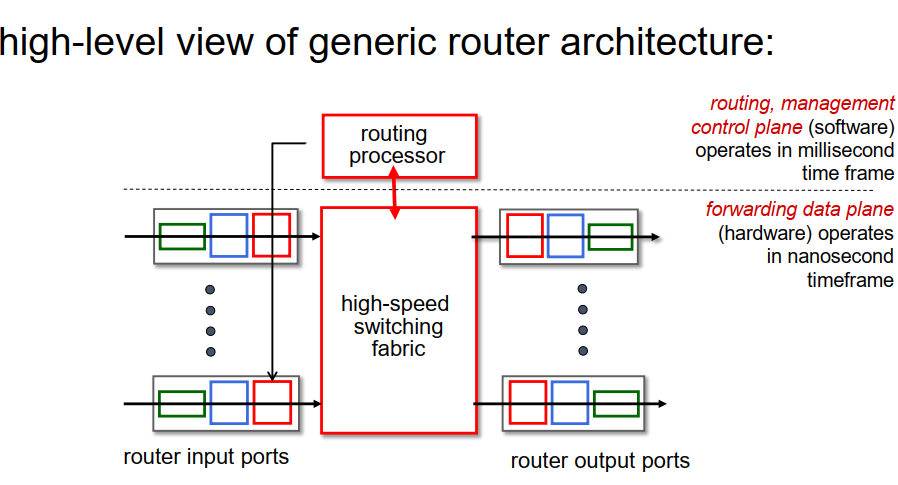 high-level view of generic router architecture:
routing, management
control plane (software)
operates in millisecond
time frame
routing
processor
forwarding data plane
(hardware) operates
in nanosecond
timeframe
high-speed
switching
fabric
router input ports
router output ports